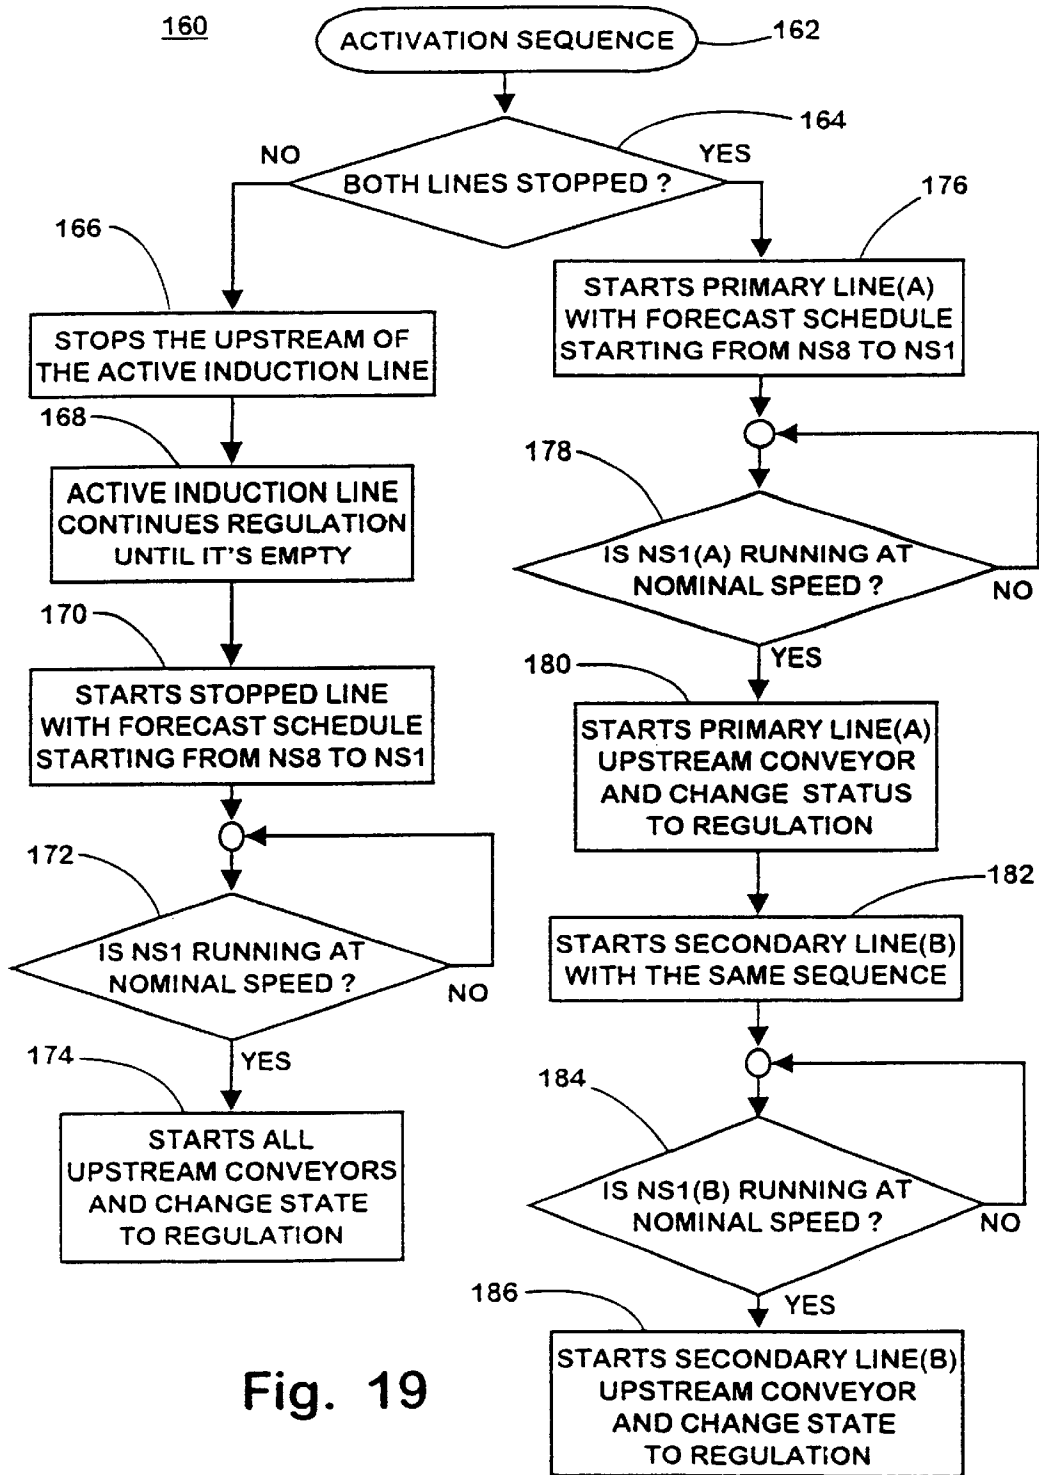 160
ACTIVATION SEQUENCE
162
164
NO
YES
BOTH LINES STOPPED ?
176
166
STARTS PRIMARY LINE(A)
WITH FORECAST SCHEDULE
STARTING FROM NS8 TO NS1
STOPS THE UPSTREAM OF
THE ACTIVE INDUCTION LINE
168
178
ACTIVE INDUCTION LINE
CONTINUES REGULATION
UNTIL IT'S EMPTY
IS NS1(A) RUNNING AT
NOMINAL SPEED ?
NO
170
YES
180
STARTS STOPPED LINE
WITH FORECAST SCHEDULE
STARTING FROM NS8 TO NS1
STARTS PRIMARY LINE(A)
UPSTREAM CONVEYOR
AND CHANGE STATUS
TO REGULATION
172
182
IS NS1 RUNNING AT
NOMINAL SPEED ?
NO
STARTS SECONDARY LINE(B)
WITH THE SAME SEQUENCE
YES
174
184
STARTS ALL
UPSTREAM CONVEYORS
AND CHANGE STATE
TO REGULATION
IS NS1(B) RUNNING AT
NOMINAL SPEED ?
NO
YES
186
STARTS SECONDARY LINE(B)
UPSTREAM CONVEYOR
AND CHANGE STATE
TO REGULATION
Fig. 19